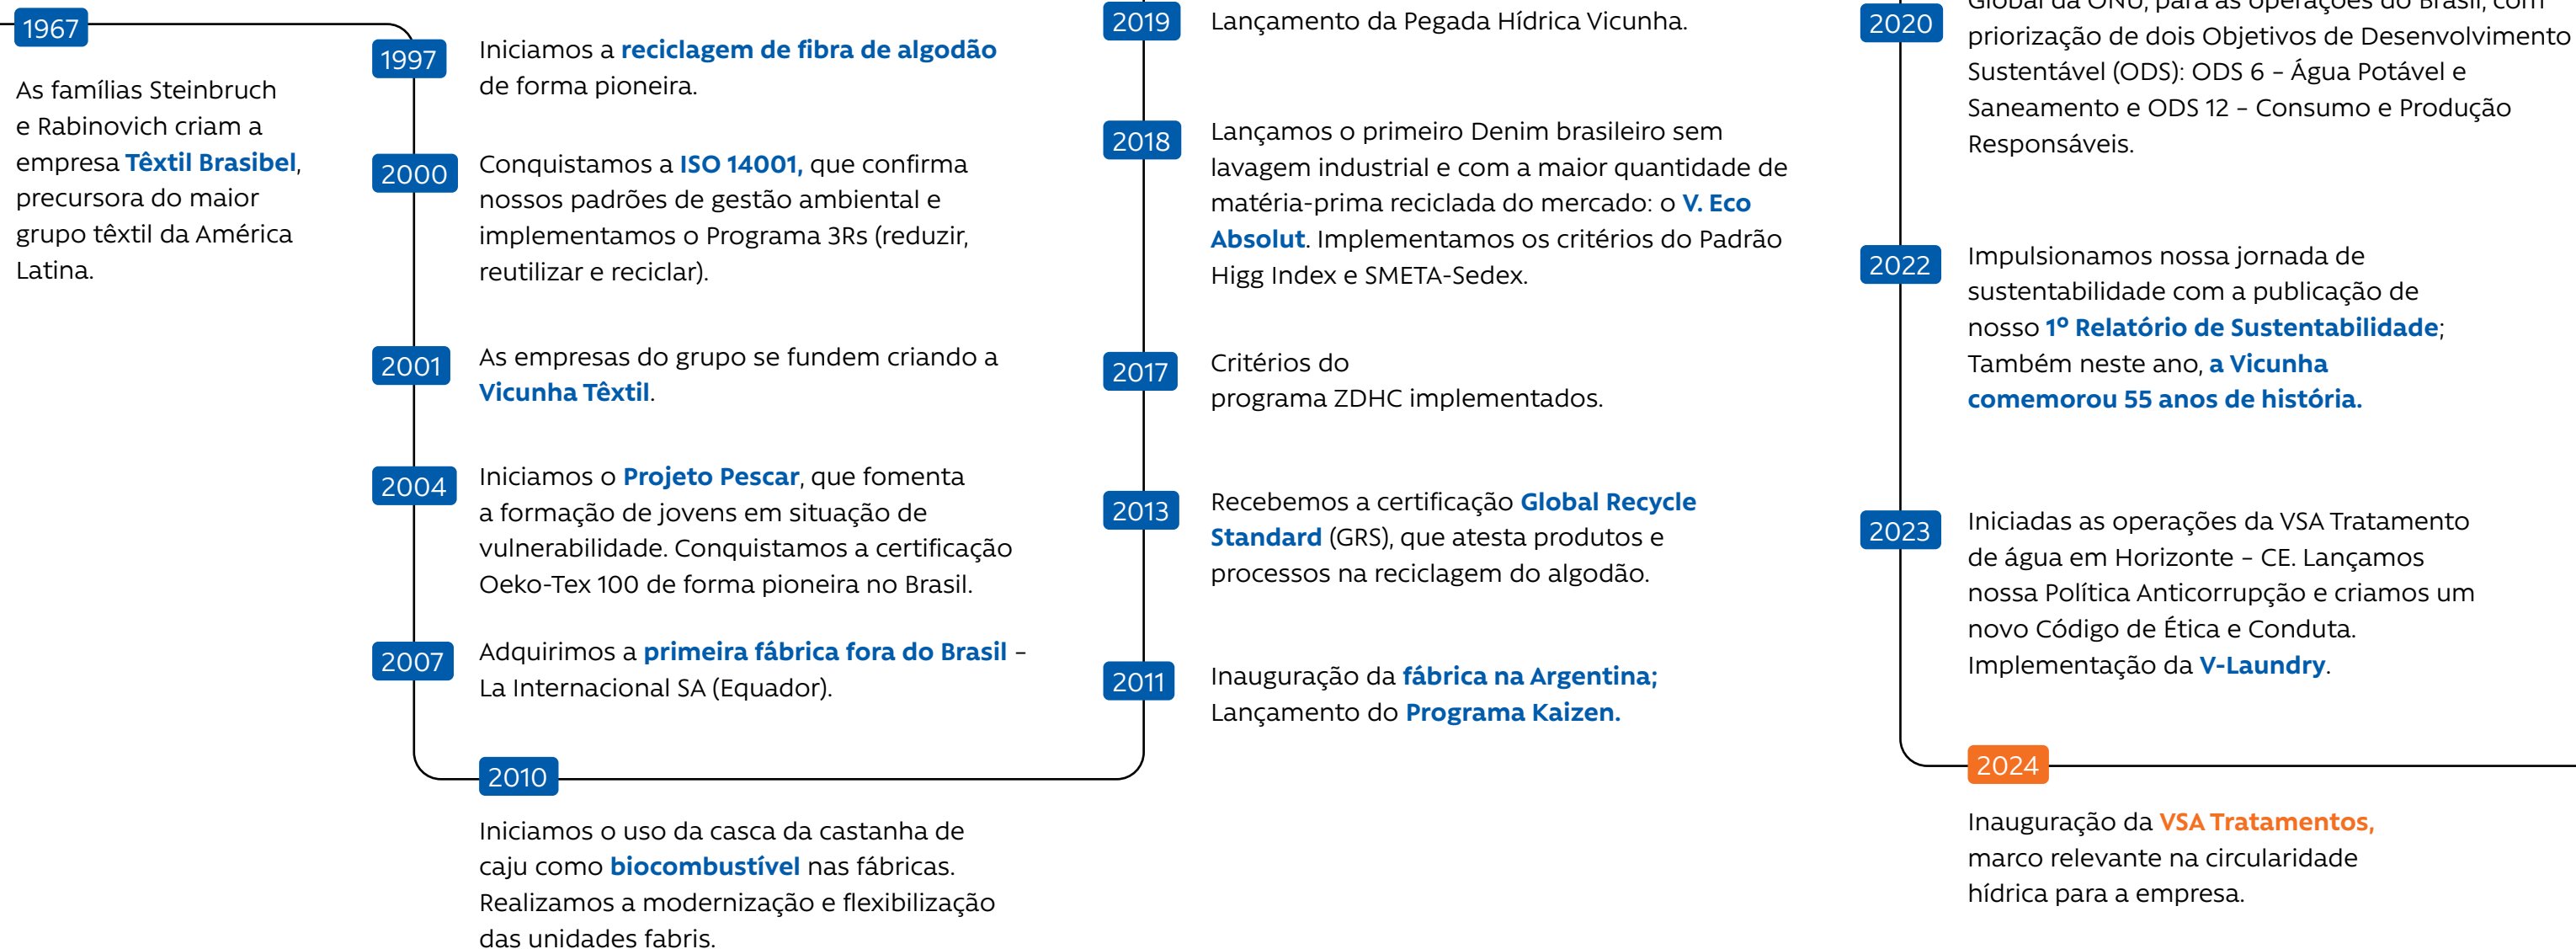 1967
As famílias Steinbruch
e Rabinovich criam a
empresa Têxtil Brasibel,
precursora do maior
grupo têxtil da América
Latina.
1997
Iniciamos a reciclagem de fibra de algodão
de forma pioneira.
2000
Conquistamos a ISO 14001, que confirma
nossos padrões de gestão ambiental e
implementamos o Programa 3Rs (reduzir,
reutilizar e reciclar).
2001
As empresas do grupo se fundem criando a
Vicunha Têxtil.
2004
Iniciamos o Projeto Pescar, que fomenta
a formação de jovens em situação de
vulnerabilidade. Conquistamos a certificação
Oeko-Tex 100 de forma pioneira no Brasil.
2007
Adquirimos a primeira fábrica fora do Brasil –
La Internacional SA (Equador).
2010
Iniciamos o uso da casca da castanha de
caju como biocombustível nas fábricas.
Realizamos a modernização e flexibilização
das unidades fabris.
2019
Lançamento da Pegada Hídrica Vicunha.
2018
Lançamos o primeiro Denim brasileiro sem
lavagem industrial e com a maior quantidade de
matéria-prima reciclada do mercado: o V. Eco
Absolut. Implementamos os critérios do Padrão
Higg Index e SMETA-Sedex.
2017
Critérios do
programa ZDHC implementados.
2013
Recebemos a certificação Global Recycle
Standard (GRS), que atesta produtos e
processos na reciclagem do algodão.
2011
Inauguração da fábrica na Argentina;
Lançamento do Programa Kaizen.
2020
Global da ONU, para as operações do Brasil, com
priorização de dois Objetivos de Desenvolvimento
Sustentável (ODS): ODS 6 – Água Potável e
Saneamento e ODS 12 – Consumo e Produção
Responsáveis.
2022
Impulsionamos nossa jornada de
sustentabilidade com a publicação de
nosso 1º Relatório de Sustentabilidade;
Também neste ano, a Vicunha
comemorou 55 anos de história.
2023
Iniciadas as operações da VSA Tratamento
de água em Horizonte – CE. Lançamos
nossa Política Anticorrupção e criamos um
novo Código de Ética e Conduta.
Implementação da V-Laundry.
2024
Inauguração da VSA Tratamentos,
marco relevante na circularidade
hídrica para a empresa.